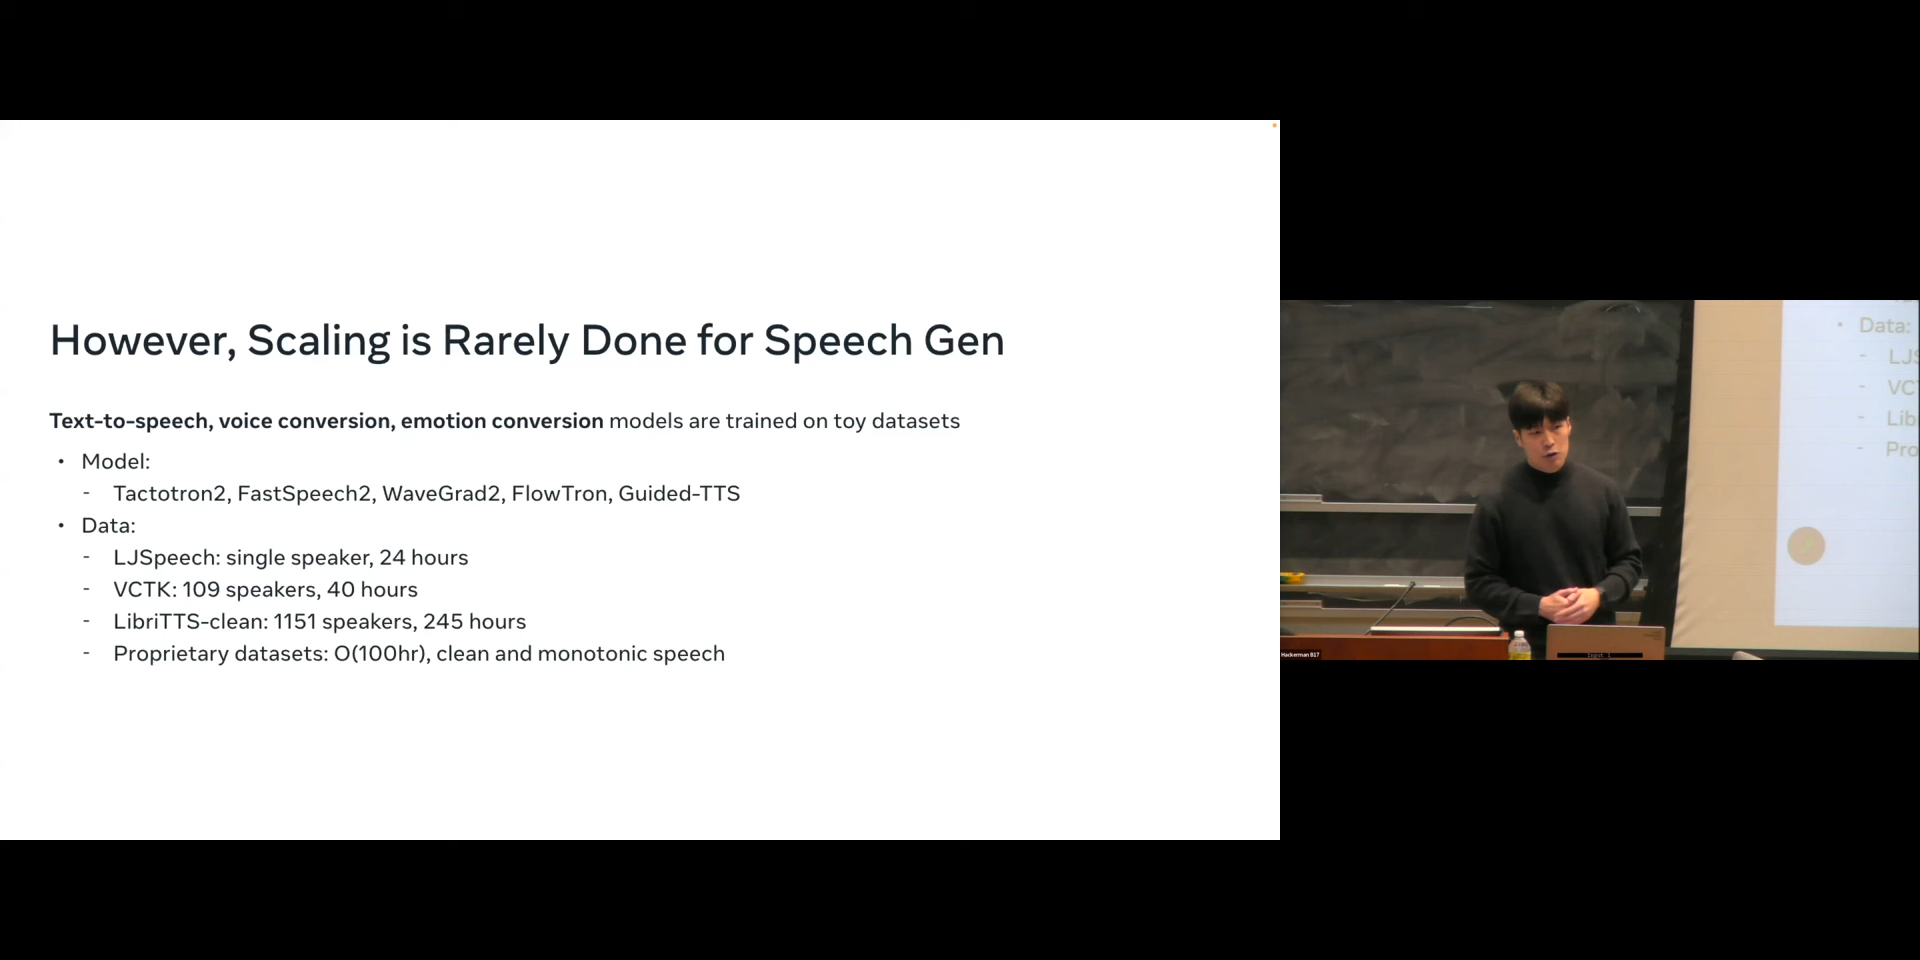 However, Scaling is Rarely Done for Speech Gen
Text-to-speech, voice conversion, emotion conversion models are trained on toy datasets
• Model:
- Tactotron2, FastSpeech2, WaveGrad2, FlowTron, Guided-TTS
• Data:
- LJSpeech: single speaker, 24 hours
- VCTK: 109 speakers, 40 hours
- LibriTTS-clean: 1151 speakers, 245 hours
- Proprietary datasets: O(100hr), clean and monotonic speech
• Data:
- LJS
- VCT
- Lib
- Pro
Hackerman B17